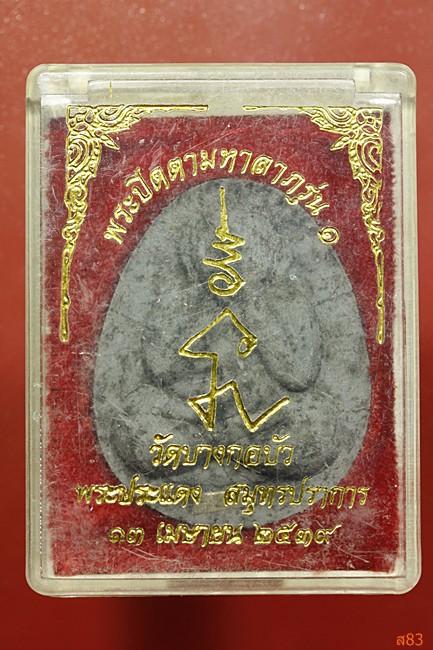 พระปิดตามหาลาภรุ่น ๑
วัดบางกอบัว
พระประแดง สมุทรปราการ
๑๓ เมษายน ๒๕๓๙
ส83